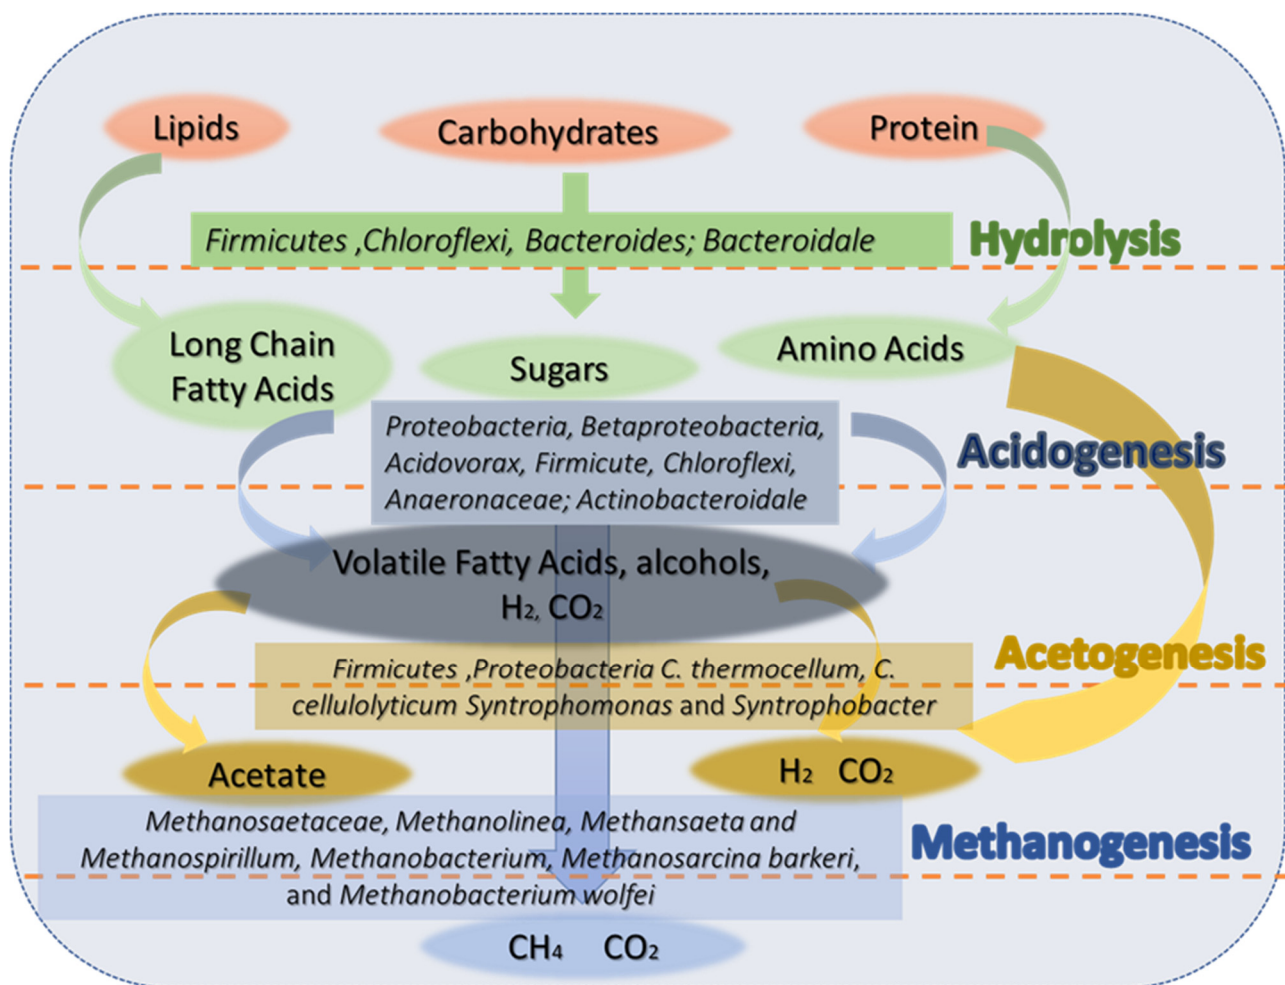 Lipids
Carbohydrates
Protein
Firmicutes ,Chloroflexi, Bacteroides; Bacteroidale
Hydrolysis
Long Chain
Fatty Acids
Sugars
Amino Acids
Proteobacteria, Betaproteobacteria,
Acidovorax, Firmicute, Chloroflexi,
Anaeronaceae; Actinobacteroidale
Acidogenesis
Volatile Fatty Acids, alcohols,
H₂, CO₂
Firmicutes ,Proteobacteria C. thermocellum, C.
cellulolyticum Syntrophomonas and Syntrophobacter
Acetogenesis
Acetate
H₂ CO₂
Methanosaetaceae, Methanolinea, Methansaeta and
Methanospirillum, Methanobacterium, Methanosarcina barkeri,
and Methanobacterium wolfei
Methanogenesis
CH₄ CO₂